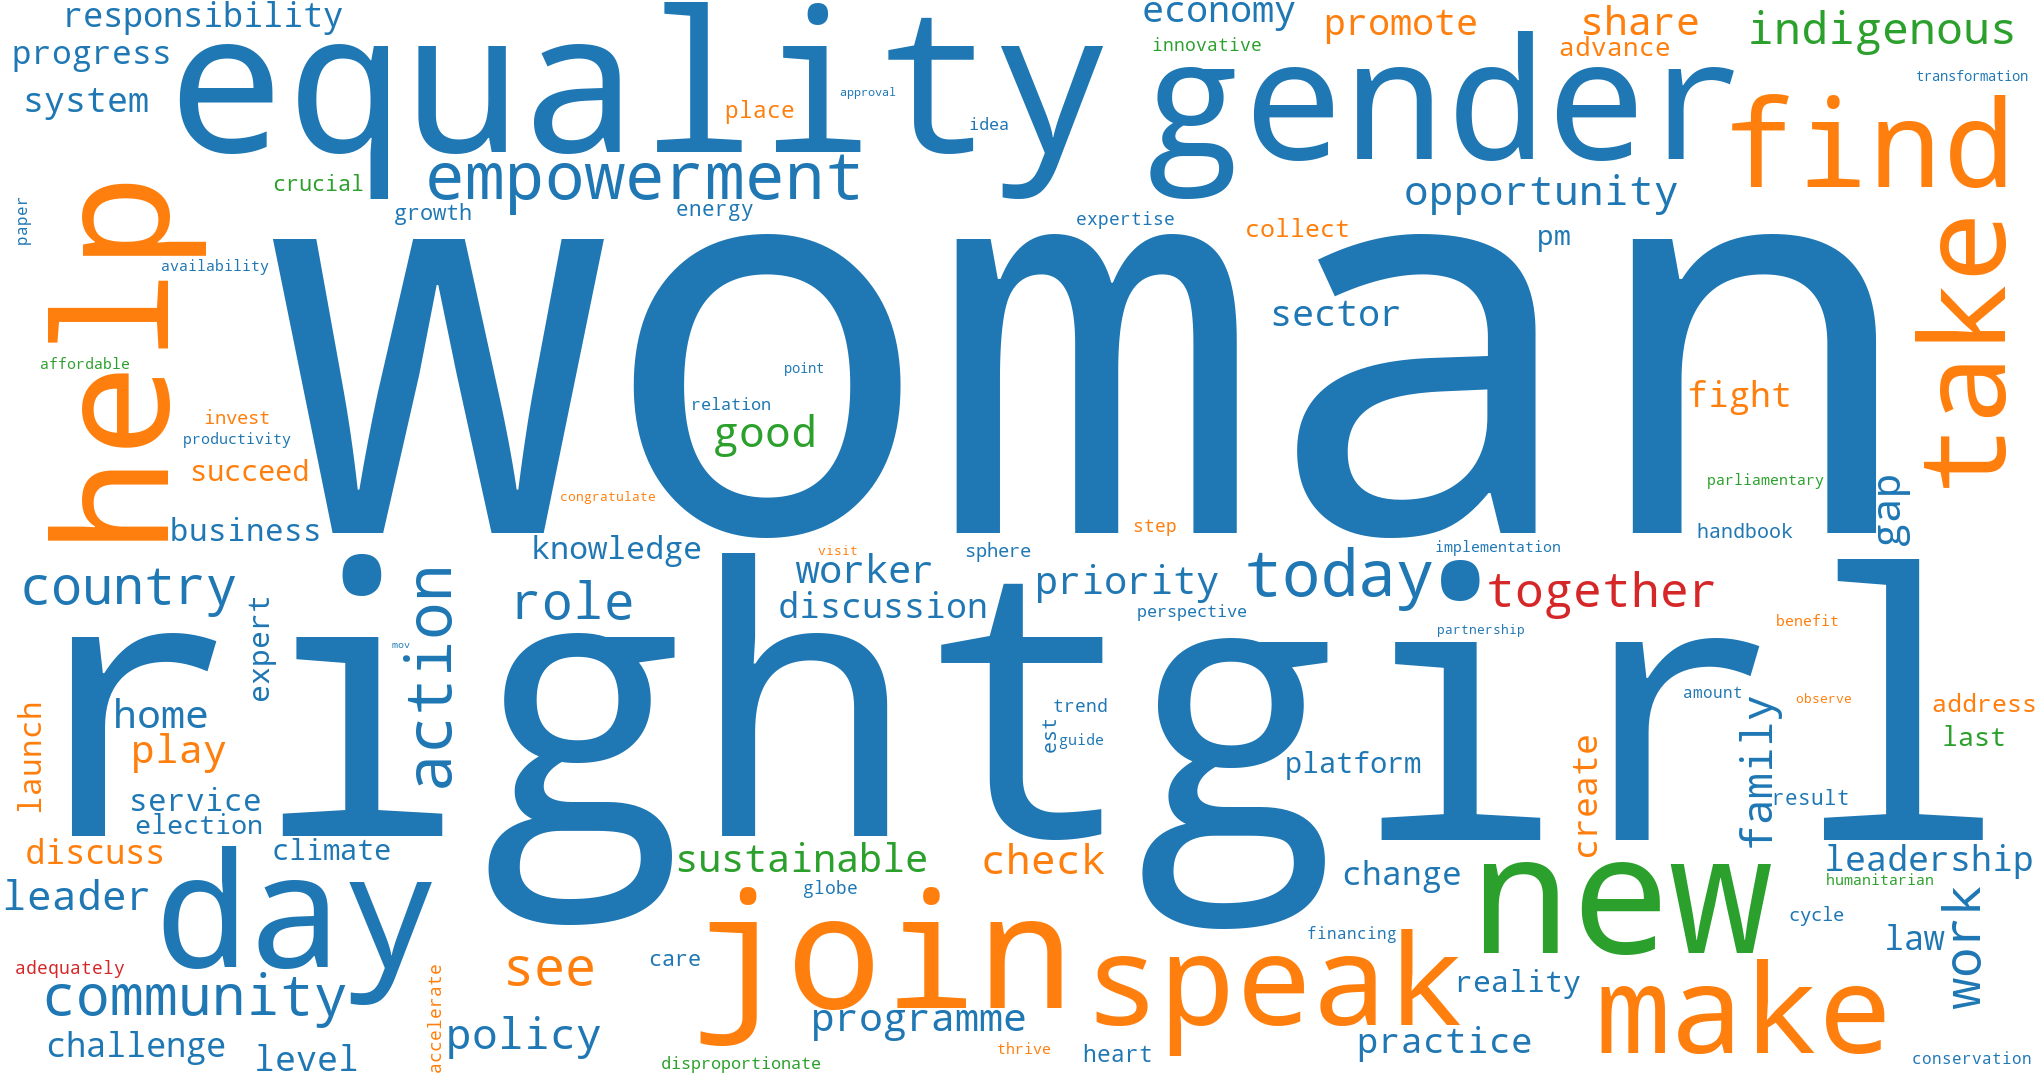 responsibility
economy
promote
share
indigenous
progress
equality
innovative
advance
gender
transformation
system
approval
place
idea
find
crucial
empowerment
opportunity
help
paper
growth
energy
expertise
collect
pm
take
availability
woman
sector
affordable
point
relation
good
fight
invest
productivity
succeed
congratulate
parliamentary
gap
business
step
handbook
knowledge
visit
sphere
implementation
country
expert
action
role
worker
discussion
priority
today
together
perspective
partnership
benefit
mov
right
girl
launch
home
play
trend
est
guide
platform
amount
observe
family
address
last
create
service
election
result
discuss
climate
sustainable
check
change
new
leadership
leader
day
globe
humanitarian
join
speak
financing
cycle
work
law
adequately
community
accelerate
see
care
reality
make
challenge
level
policy
programme
disproportionate
thrive
heart
practice
conservation